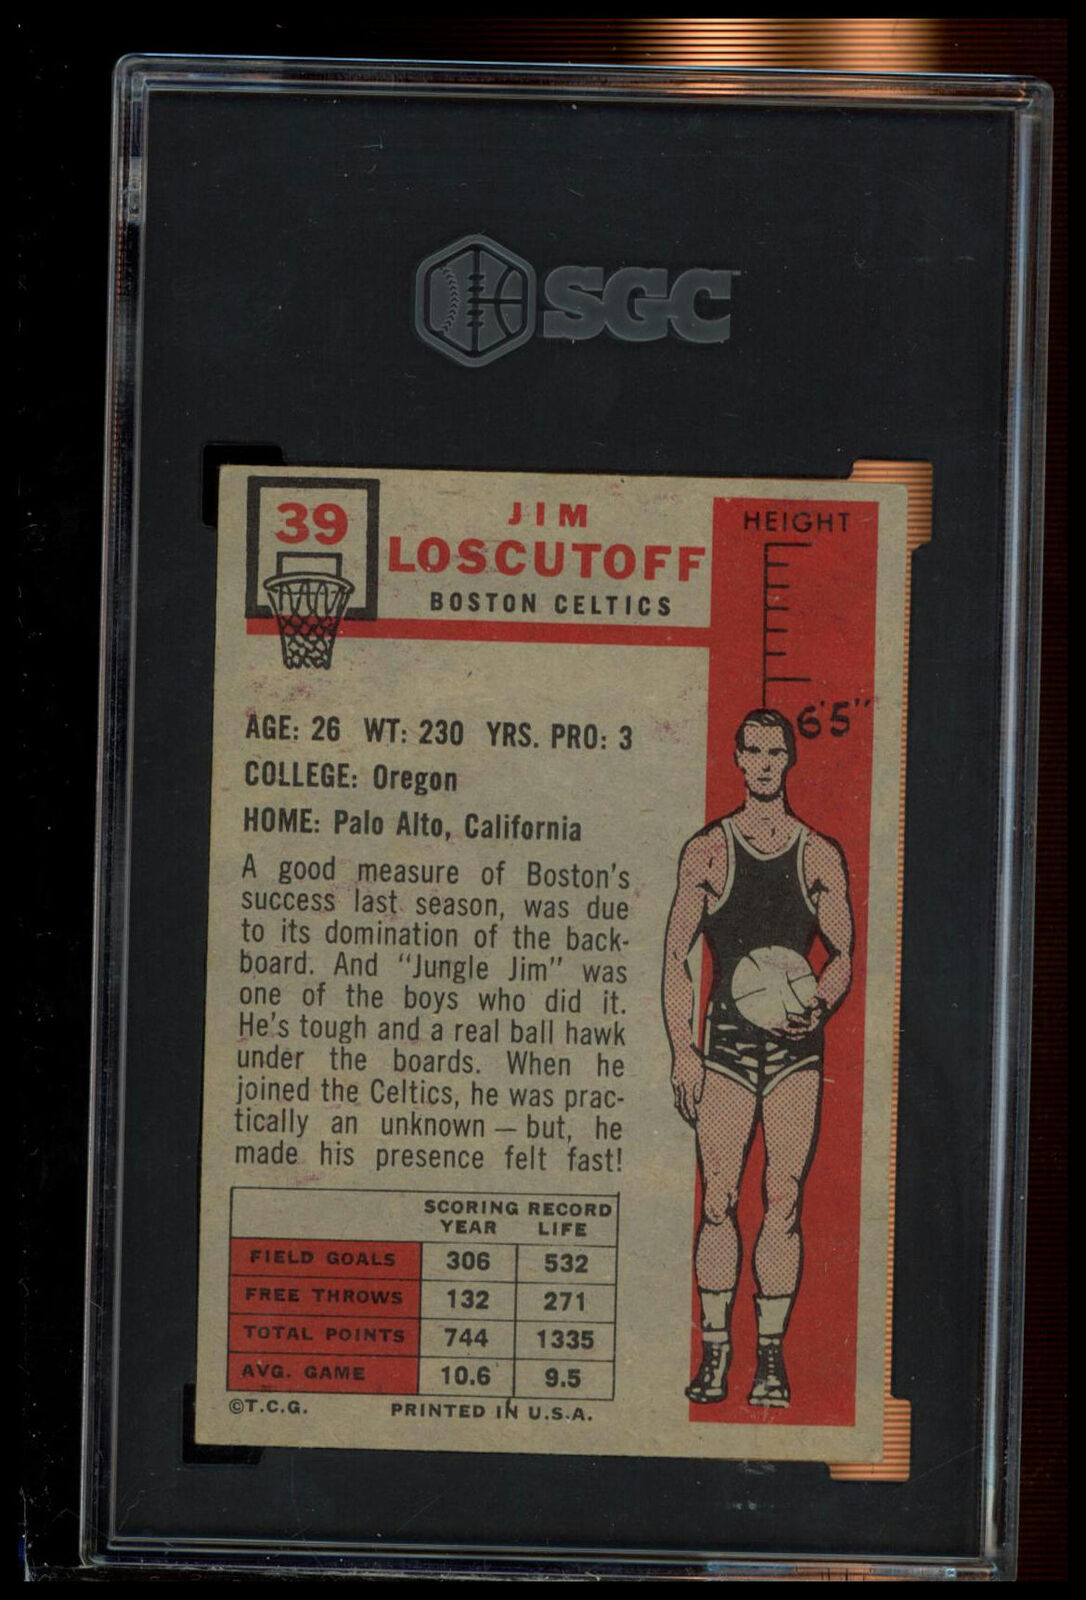 SGC
39
JIM
LOSCUTOFF
BOSTON CELTICS
HEIGHT
6'5"
AGE: 26 WT: 230 YRS. PRO: 3
COLLEGE: Oregon
HOME: Palo Alto, California
A good measure of Boston's
success last season, was due
to its domination of the back-
board. And "Jungle Jim" was
one of the boys who did it.
He's tough and a real ball hawk
under the boards. When he
joined the Celtics, he was prac-
tically an unknown — but, he
made his presence felt fast!
SCORING RECORD
YEAR LIFE
FIELD GOALS 306 532
FREE THROWS 132 271
TOTAL POINTS 744 1335
AVG. GAME 10.6 9.5
©T.C.G. PRINTED IN U.S.A.